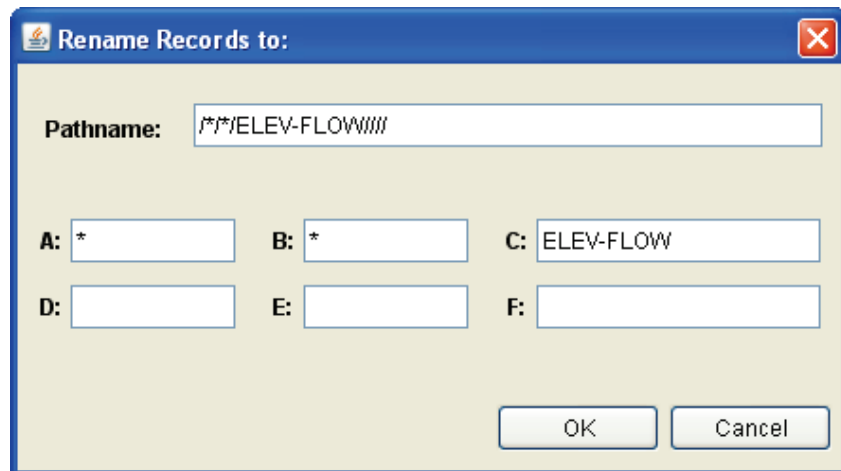 Rename Records to:
Pathname: /*/*/ELEV-FLOW////
A: * B: * C: ELEV-FLOW
D: E: F:
OK Cancel